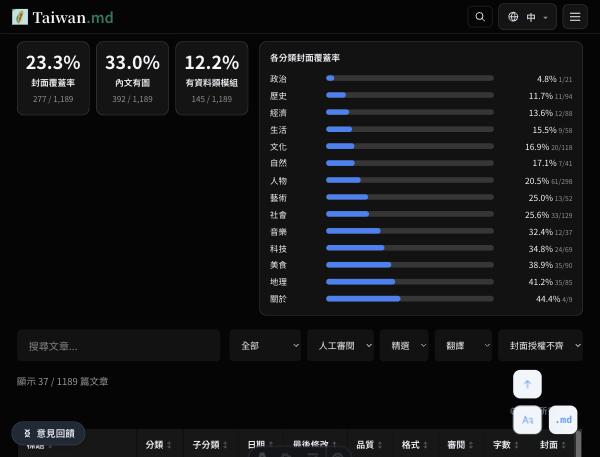 Taiwan.md
中
23.3%
封面覆蓋率
277 / 1,189
33.0%
內文有圖
392 / 1,189
12.2%
有資料類模組
145 / 1,189
各分類封面覆蓋率
政治 4.8% 1/21
歷史 11.7% 11/94
經濟 13.6% 12/88
生活 15.5% 9/58
文化 16.9% 20/118
自然 17.1% 7/41
人物 20.5% 61/298
藝術 25.0% 13/52
社會 25.6% 33/129
音樂 32.4% 12/37
科技 34.8% 24/69
美食 38.9% 35/90
地理 41.2% 35/85
關於 44.4% 4/9
搜尋文章... 全部 人工審閱 精選 翻譯 封面授權不齊
顯示 37 / 1189 篇文章
.md
意見回饋
分類 子分類 日期 最後修改 品質 格式 審閱 字數 封面